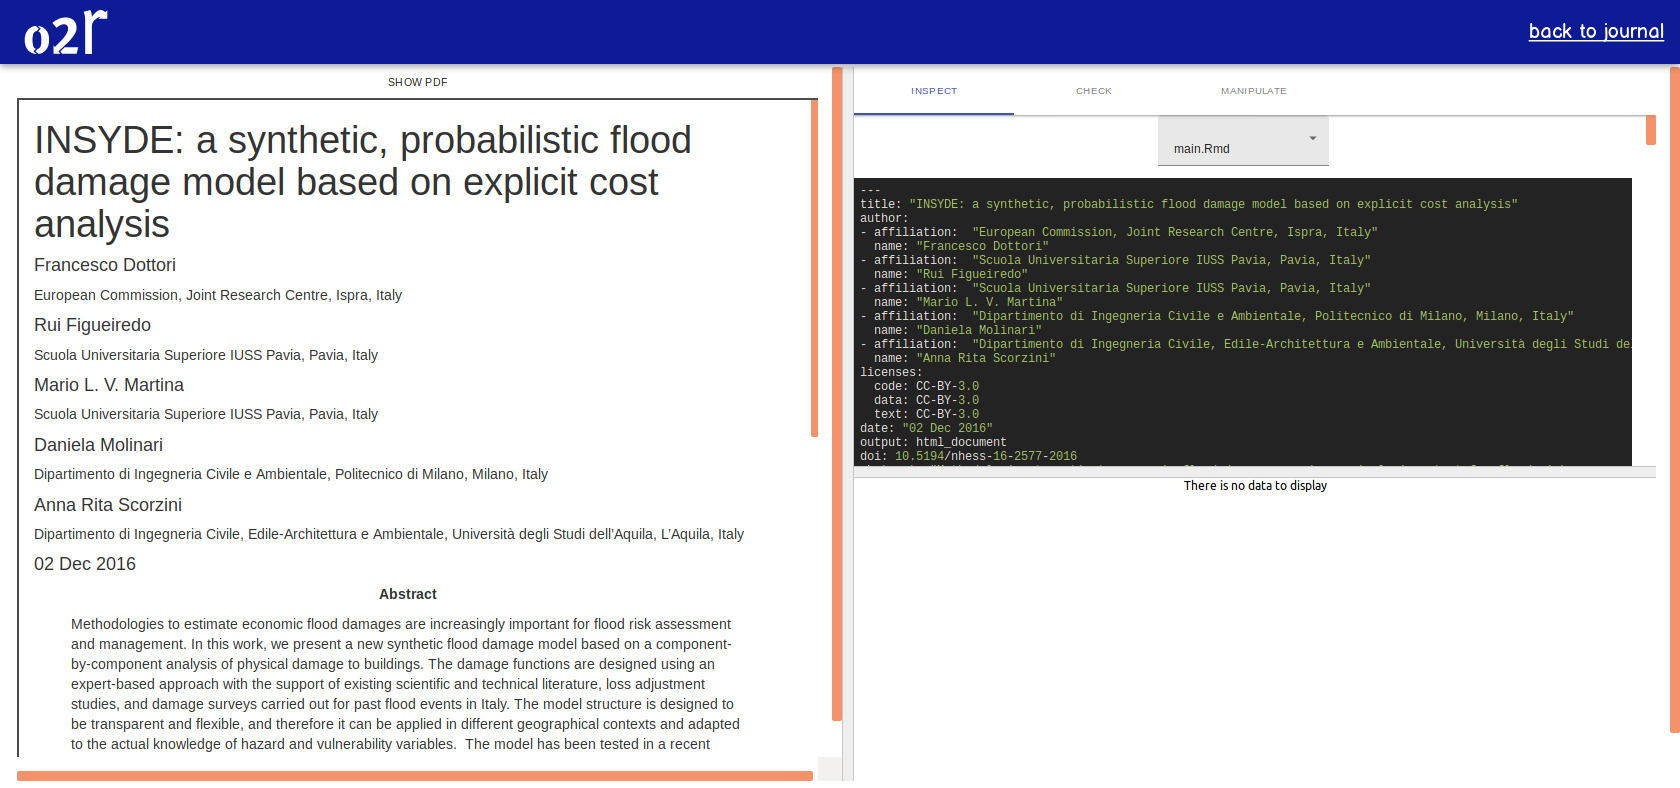 o2r
back to journal
SHOW PDF
INSYDE: a synthetic, probabilistic flood
damage model based on explicit cost
analysis
Francesco Dottori
European Commission, Joint Research Centre, Ispra, Italy
Rui Figueiredo
Scuola Universitaria Superiore IUSS Pavia, Pavia, Italy
Mario L. V. Martina
Scuola Universitaria Superiore IUSS Pavia, Pavia, Italy
Daniela Molinari
Dipartimento di Ingegneria Civile e Ambientale, Politecnico di Milano, Milano, Italy
Anna Rita Scorzini
Dipartimento di Ingegneria Civile, Edile-Architettura e Ambientale, Università degli Studi dell'Aquila, L'Aquila, Italy
02 Dec 2016
Abstract
Methodologies to estimate economic flood damages are increasingly important for flood risk assessment
and management. In this work, we present a new synthetic flood damage model based on a component-
by-component analysis of physical damage to buildings. The damage functions are designed using an
expert-based approach with the support of existing scientific and technical literature, loss adjustment
studies, and damage surveys carried out for past flood events in Italy. The model structure is designed to
be transparent and flexible, and therefore it can be applied in different geographical contexts and adapted
to the actual knowledge of hazard and vulnerability variables.  The model has been tested in a recent
INSPECT
CHECK
MANIPULATE
main.Rmd
---
title: "INSYDE: a synthetic, probabilistic flood damage model based on explicit cost analysis"
author:
- affiliation:  "European Commission, Joint Research Centre, Ispra, Italy"
  name: "Francesco Dottori"
- affiliation:  "Scuola Universitaria Superiore IUSS Pavia, Pavia, Italy"
  name: "Rui Figueiredo"
- affiliation:  "Scuola Universitaria Superiore IUSS Pavia, Pavia, Italy"
  name: "Mario L. V. Martina"
- affiliation:  "Dipartimento di Ingegneria Civile e Ambientale, Politecnico di Milano, Milano, Italy"
  name: "Daniela Molinari"
- affiliation:  "Dipartimento di Ingegneria Civile, Edile-Architettura e Ambientale, Università degli Studi de
  name: "Anna Rita Scorzini"
licenses:
  code: CC-BY-3.0
  data: CC-BY-3.0
  text: CC-BY-3.0
date: "02 Dec 2016"
output: html_document
doi: 10.5194/nhess-16-2577-2016
There is no data to display